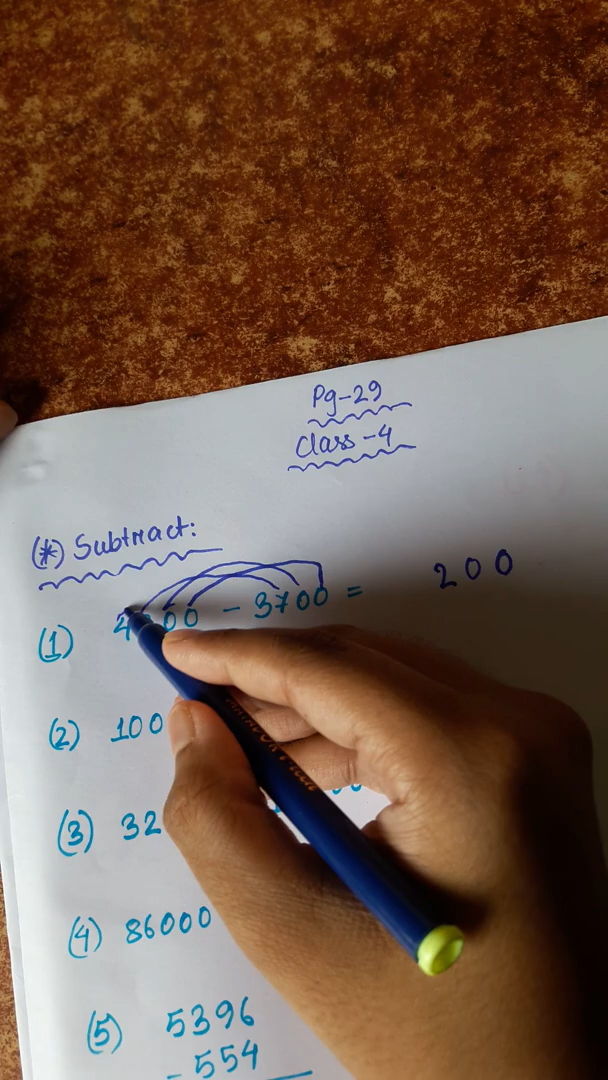 Pg-29
Class-4
(*) Subtract:
(1) 4 00 - 3700 = 200
(2) 100
(3) 32
(4) 86000
(5) 5396
- 554